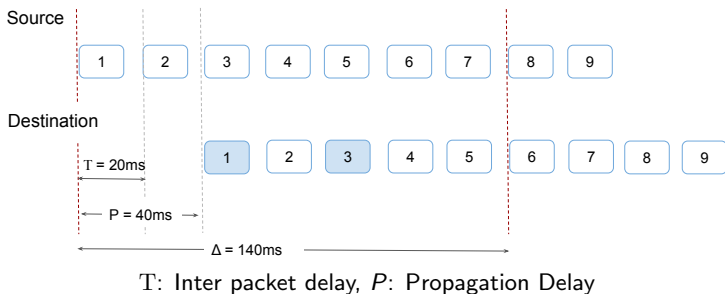 Source
1 2 3 4 5 6 7 8 9
Destination
1 2 3 4 5 6 7 8 9
T = 20ms
P = 40ms
Δ = 140ms
T: Inter packet delay, P: Propagation Delay